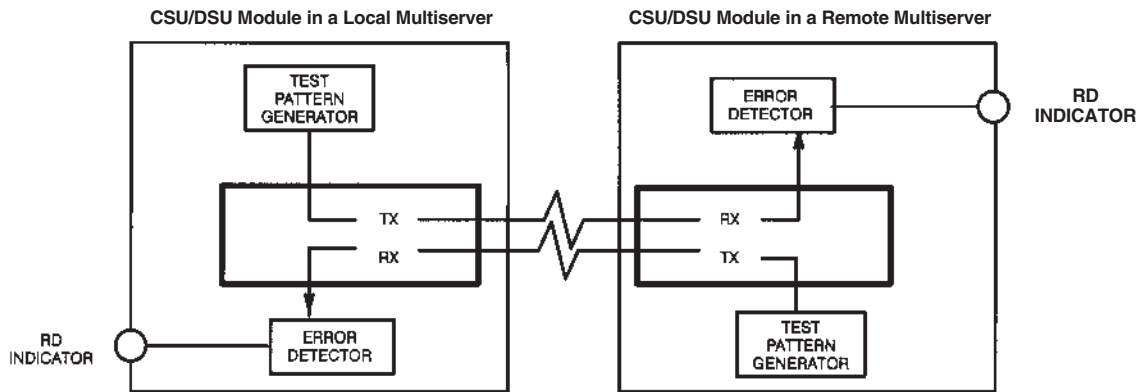 CSU/DSU Module in a Local Multiserver
TEST
PATTERN
GENERATOR
TX
RX
ERROR
DETECTOR
RD
INDICATOR
CSU/DSU Module in a Remote Multiserver
ERROR
DETECTOR
RD
INDICATOR
RX
TX
TEST
PATTERN
GENERATOR